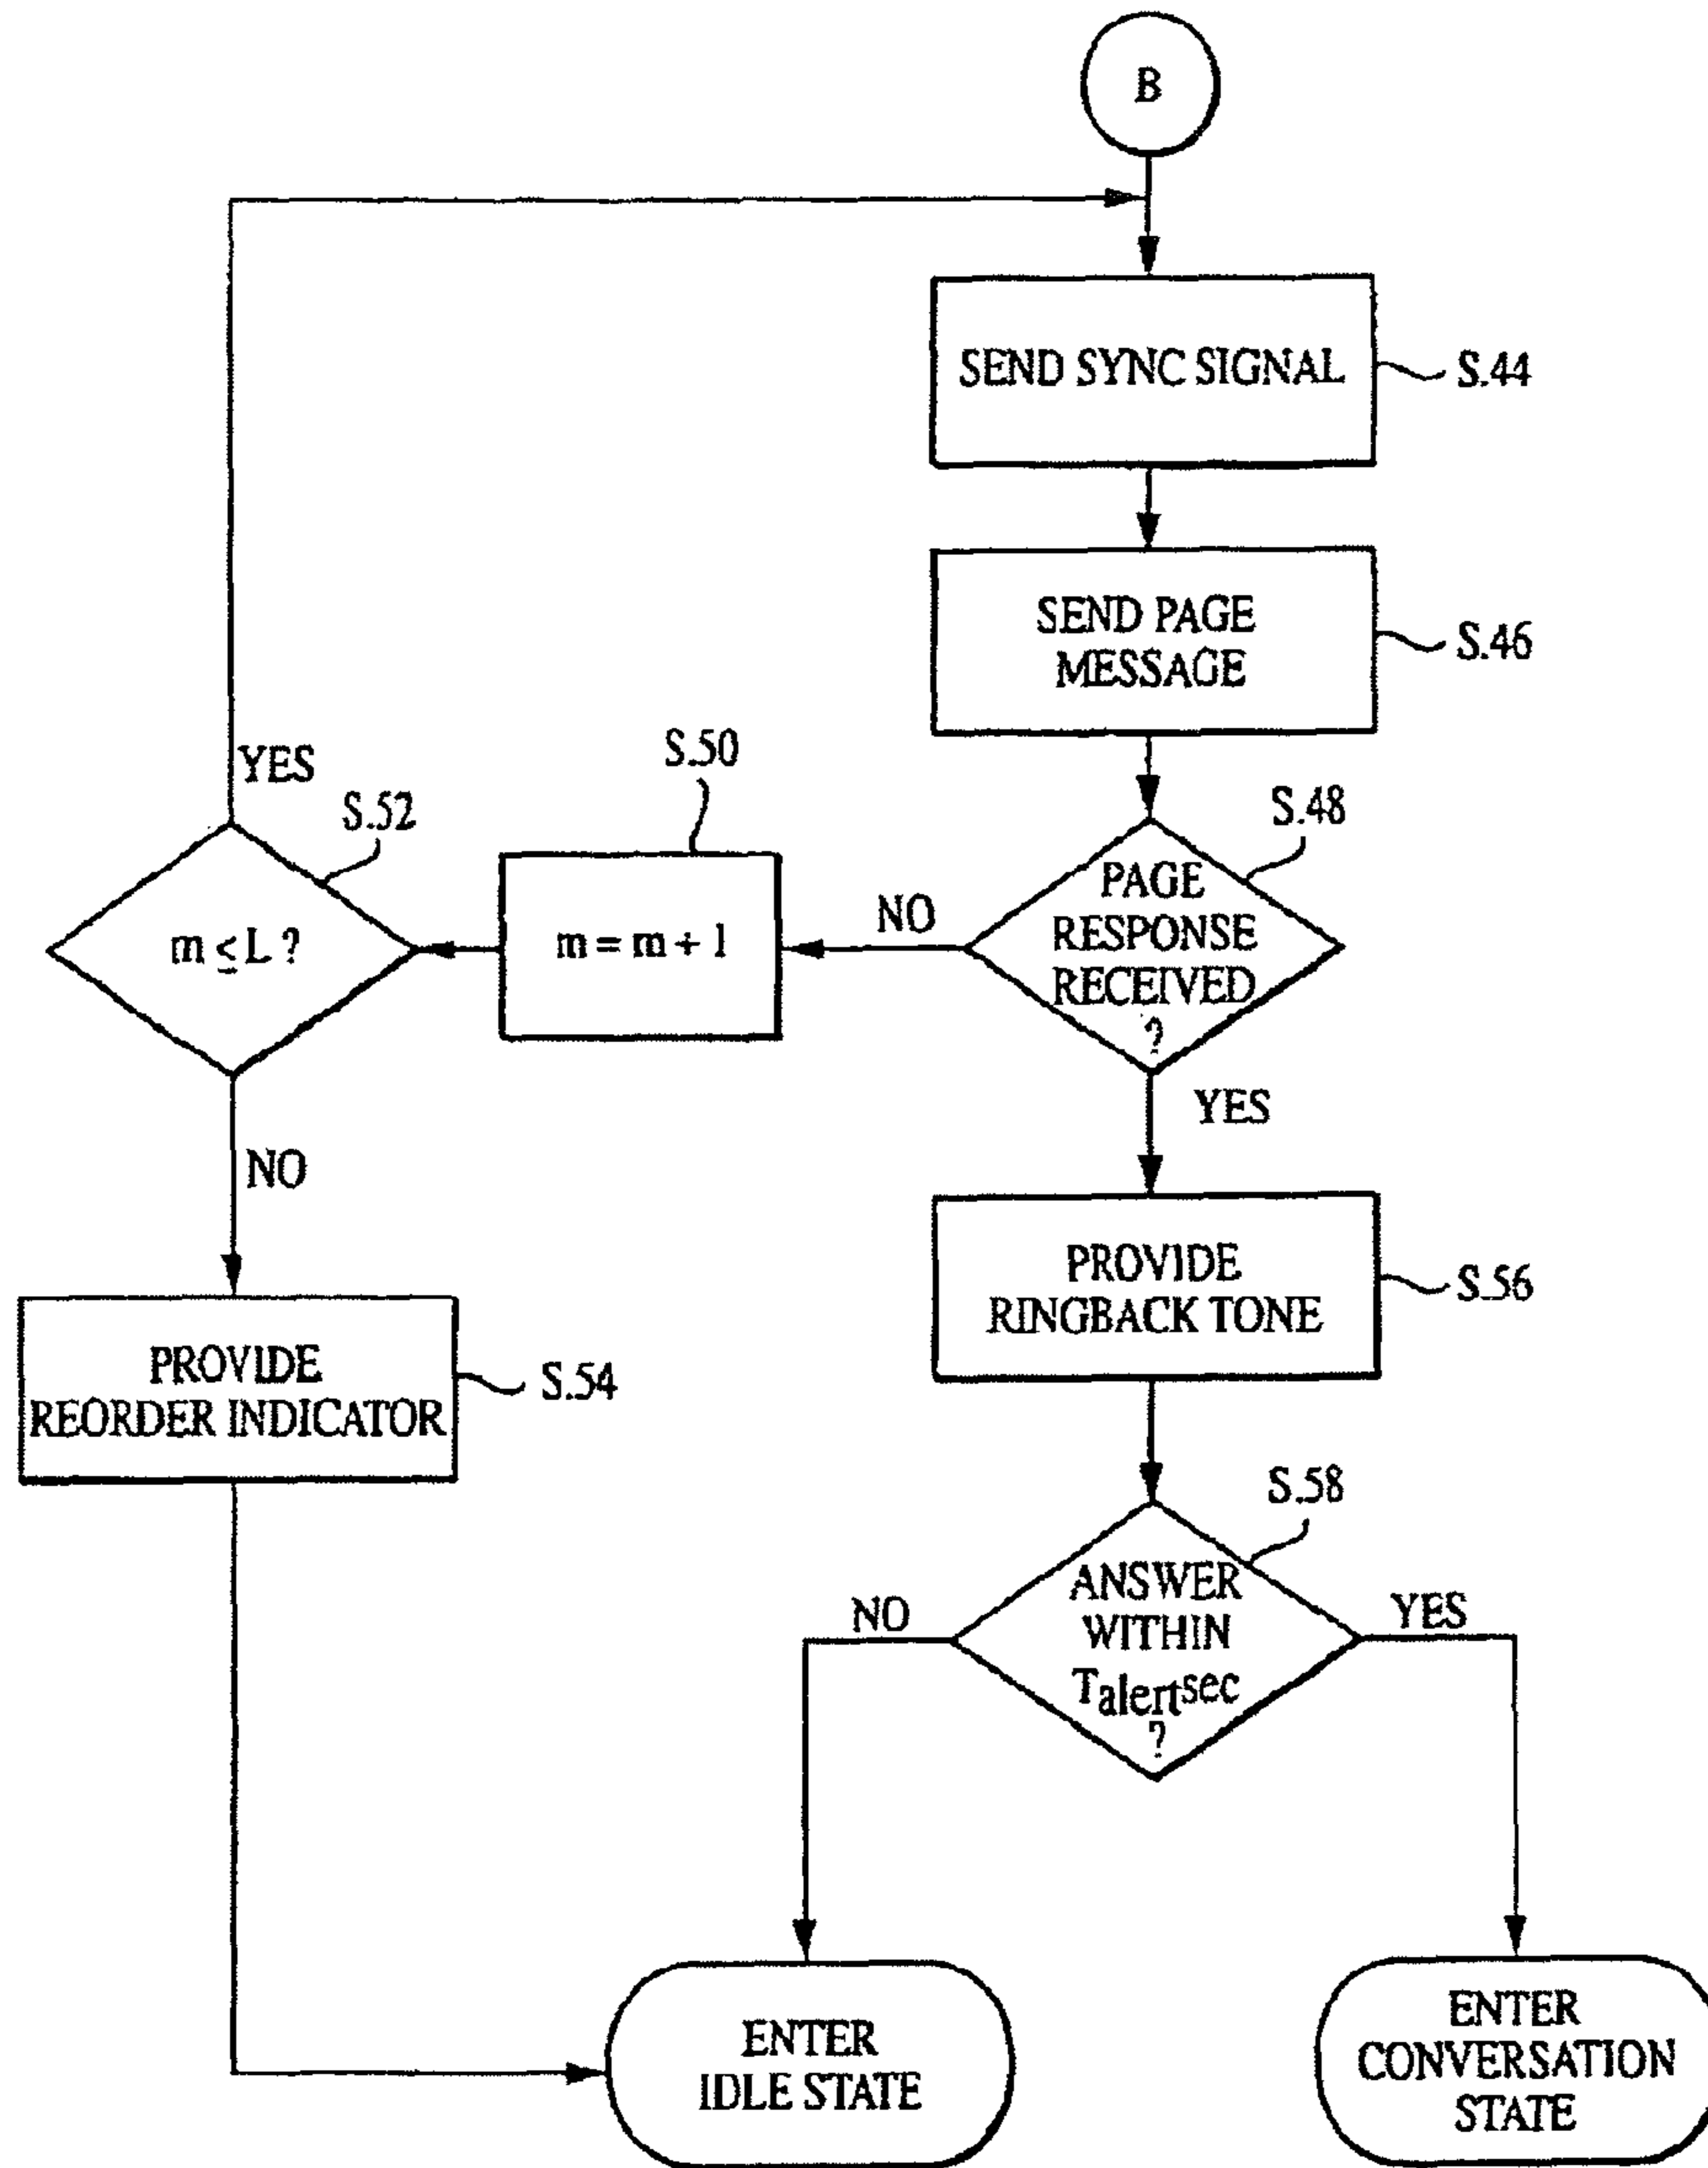 B
SEND SYNC SIGNAL
S.44
SEND PAGE
MESSAGE
S.46
PAGE
RESPONSE
RECEIVED
?
S.48
NO
YES
S.50
m = m + 1
S.52
m ≤ L ?
YES
NO
PROVIDE
REORDER INDICATOR
S.54
PROVIDE
RINGBACK TONE
S.56
ANSWER
WITHIN
Talert sec
?
S.58
NO
YES
ENTER
IDLE STATE
ENTER
CONVERSATION
STATE